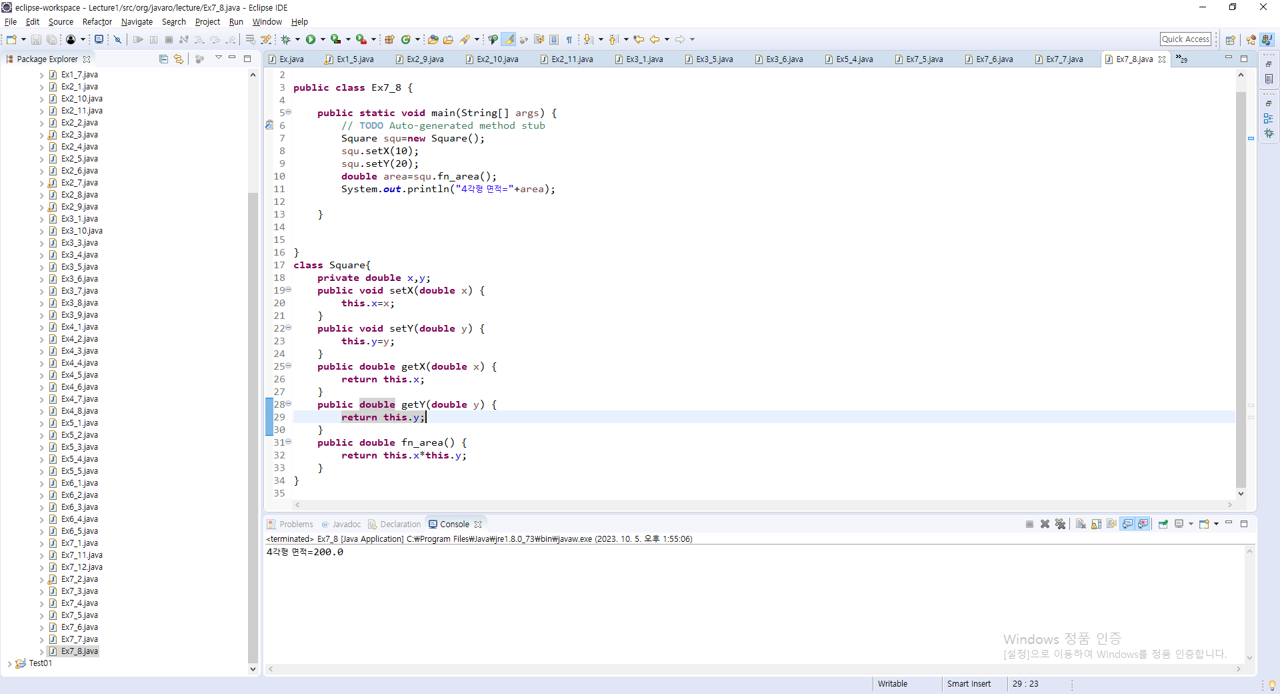 eclipse-workspace - Lecture1/src/org/javaro/lecture/Ex7_8.java - Eclipse IDE
File Edit Source Refactor Navigate Search Project Run Window Help
Quick Access
Package Explorer
Ex1_7.java
Ex2_1.java
Ex2_10.java
Ex2_11.java
Ex2_2.java
Ex2_3.java
Ex2_4.java
Ex2_5.java
Ex2_6.java
Ex2_7.java
Ex2_8.java
Ex2_9.java
Ex3_1.java
Ex3_10.java
Ex3_3.java
Ex3_4.java
Ex3_5.java
Ex3_6.java
Ex3_7.java
Ex3_8.java
Ex3_9.java
Ex4_1.java
Ex4_2.java
Ex4_3.java
Ex4_4.java
Ex4_5.java
Ex4_6.java
Ex4_7.java
Ex4_8.java
Ex5_1.java
Ex5_2.java
Ex5_3.java
Ex5_4.java
Ex5_5.java
Ex6_1.java
Ex6_2.java
Ex6_3.java
Ex6_4.java
Ex6_5.java
Ex7_1.java
Ex7_11.java
Ex7_12.java
Ex7_2.java
Ex7_3.java
Ex7_4.java
Ex7_5.java
Ex7_6.java
Ex7_7.java
Ex7_8.java
Test01
Ex.java Ex1_5.java Ex2_9.java Ex2_10.java Ex2_11.java Ex3_1.java Ex3_5.java Ex3_6.java Ex5_4.java Ex7_5.java Ex7_6.java Ex7_7.java Ex7_8.java »29
2
3 public class Ex7_8 {
4
5 public static void main(String[] args) {
6 // TODO Auto-generated method stub
7 Square squ=new Square();
8 squ.setX(10);
9 squ.setY(20);
10 double area=squ.fn_area();
11 System.out.println("4각형 면적="+area);
12
13 }
14
15
16 }
17 class Square{
18 private double x,y;
19 public void setX(double x) {
20 this.x=x;
21 }
22 public void setY(double y) {
23 this.y=y;
24 }
25 public double getX(double x) {
26 return this.x;
27 }
28 public double getY(double y) {
29 return this.y;
30 }
31 public double fn_area() {
32 return this.x*this.y;
33 }
34 }
35
Problems Javadoc Declaration Console
<terminated> Ex7_8 [Java Application] C:₩Program Files₩Java₩jre1.8.0_73₩bin₩javaw.exe (2023. 10. 5. 오후 1:55:06)
4각형 면적=200.0
Windows 정품 인증
[설정]으로 이동하여 Windows를 정품 인증합니다.
Writable Smart Insert 29 : 23